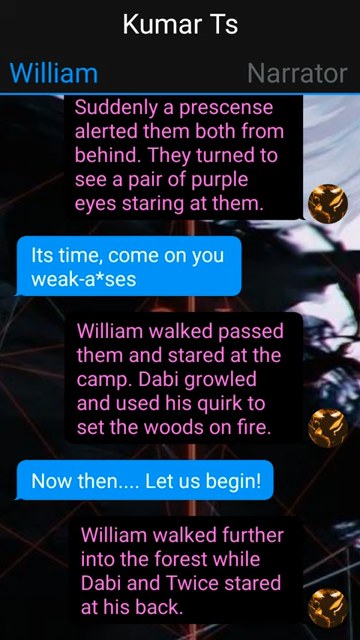 Kumar Ts
William
Narrator
Suddenly a prescense
alerted them both from
behind. They turned to
see a pair of purple
eyes staring at them.
Its time, come on you
weak-a*ses
William walked passed
them and stared at the
camp. Dabi growled
and used his quirk to
set the woods on fire.
Now then.... Let us begin!
William walked further
into the forest while
Dabi and Twice stared
at his back.